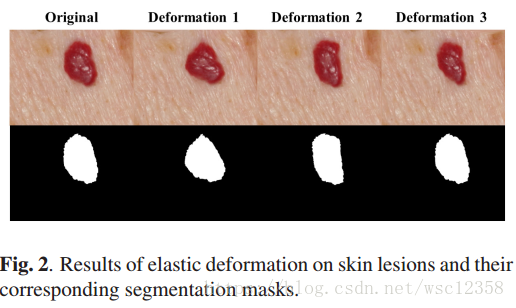 Original Deformation 1 Deformation 2 Deformation 3
Fig. 2. Results of elastic deformation on skin lesions and their
corresponding segmentation masks.
https://blog.csdn.net/wsc12358